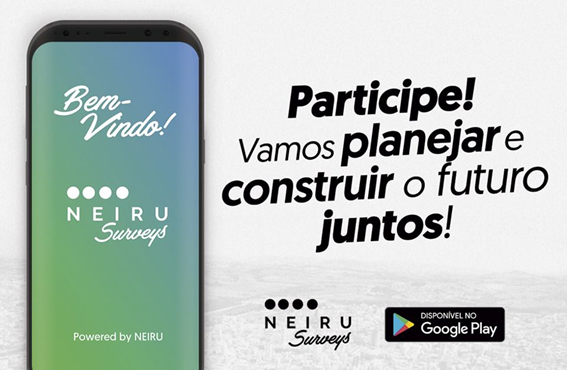 Bem-
Vindo!
NEIRU
Surveys
Powered by NEIRU
Participe!
Vamos planejar e
construir o futuro
juntos!
NEIRU
Surveys
DISPONÍVEL NO
Google Play